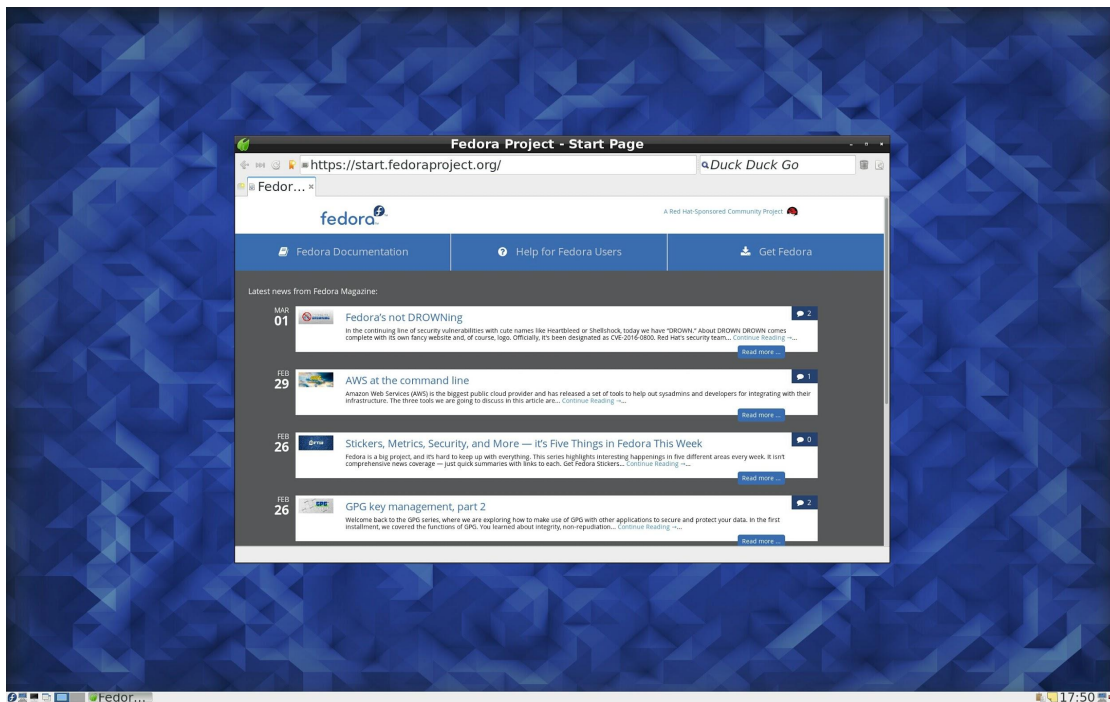 Fedora Project - Start Page
https://start.fedoraproject.org/
Duck Duck Go
Fedor...
fedora
A Red Hat-Sponsored Community Project
Fedora Documentation
Help for Fedora Users
Get Fedora
Latest news from Fedora Magazine:
MAR
01
Fedora's not DROWNing
2
In the continuing line of security vulnerabilities with cute names like Heartbleed or Shellshock, today we have "DROWN." About DROWN DROWN comes
complete with its own fancy website and, of course, logo. Officially, it's been designated as CVE-2016-0800. Red Hat's security team... Continue Reading →...
Read more ...
FEB
29
AWS at the command line
1
Amazon Web Services (AWS) is the biggest public cloud provider and has released a set of tools to help out sysadmins and developers for integrating with their
infrastructure. The three tools we are going to discuss in this article are... Continue Reading →...
Read more ...
FEB
26
Stickers, Metrics, Security, and More — it's Five Things in Fedora This Week
0
Fedora is a big project, and it's hard to keep up with everything. This series highlights interesting happenings in five different areas every week. It isn't
comprehensive news coverage — just quick summaries with links to each. Get Fedora Stickers... Continue Reading →...
Read more ...
FEB
26
GPG
GPG key management, part 2
2
Welcome back to the GPG series, where we are exploring how to make use of GPG with other applications to secure and protect your data. In the first
installment, we covered the functions of GPG. You learned about integrity, non-repudiation... Continue Reading →...
Read more ...
Fedor...
17:50